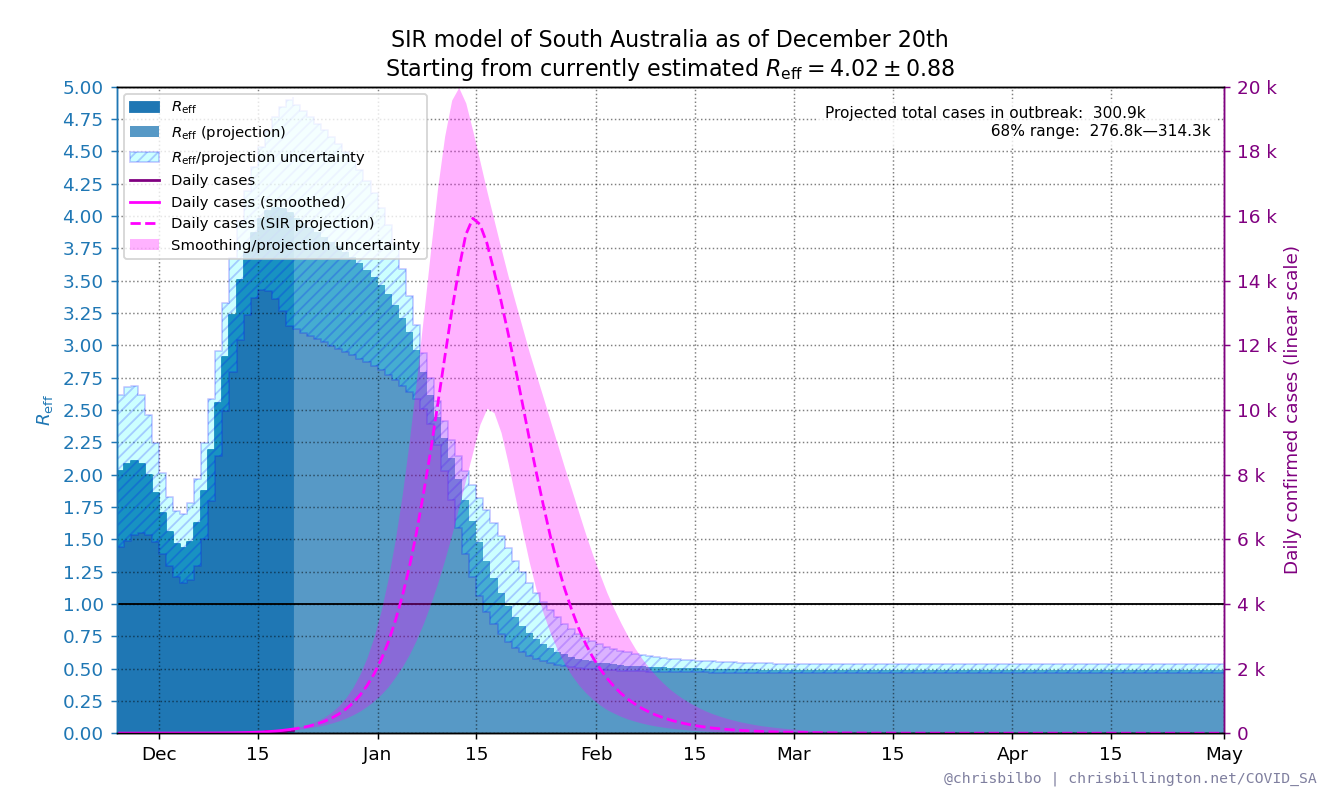 SIR model of South Australia as of December 20th
Starting from currently estimated Reff = 4.02 ± 0.88
Projected total cases in outbreak: 300.9k
68% range: 276.8k—314.3k
Reff
Reff (projection)
Reff/projection uncertainty
Daily cases
Daily cases (smoothed)
Daily cases (SIR projection)
Smoothing/projection uncertainty
5.00
4.75
4.50
4.25
4.00
3.75
3.50
3.25
3.00
2.75
2.50
2.25
2.00
1.75
1.50
1.25
1.00
0.75
0.50
0.25
0.00
Reff
20 k
18 k
16 k
14 k
12 k
10 k
8 k
6 k
4 k
2 k
0
Daily confirmed cases (linear scale)
Dec 15 Jan 15 Feb 15 Mar 15 Apr 15 May
@chrisbilbo | chrisbillington.net/COVID_SA